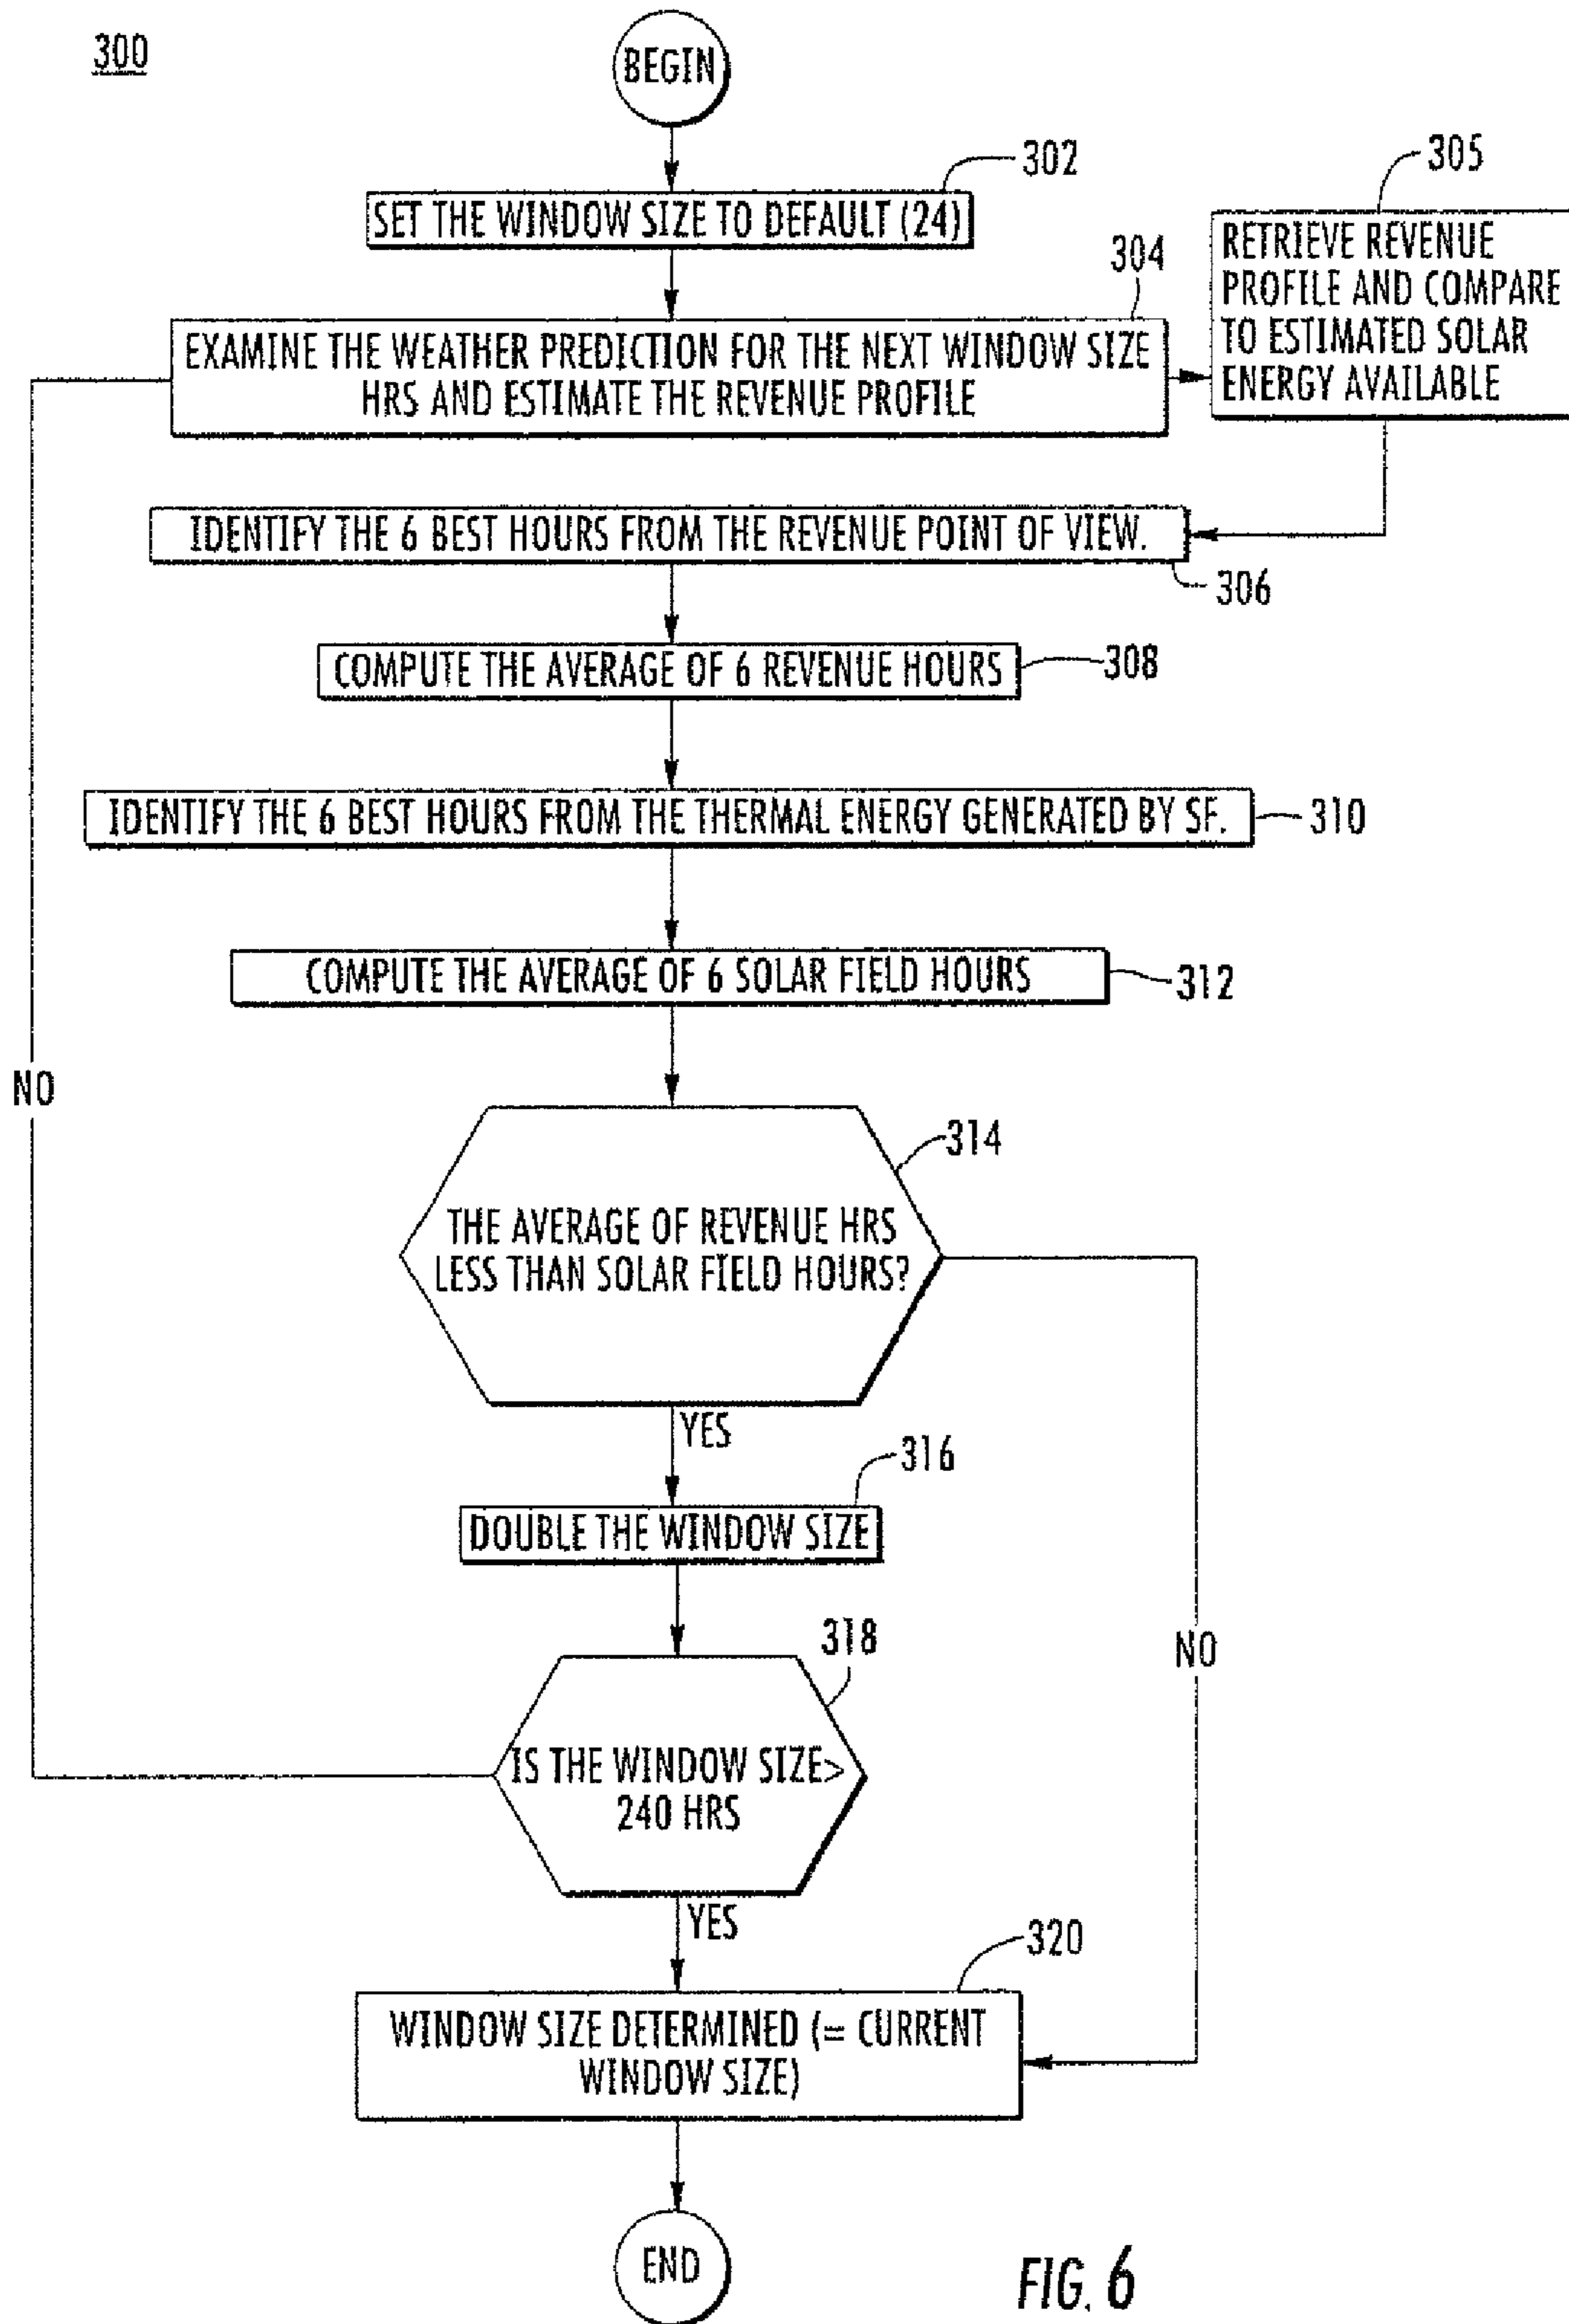 300
BEGIN
302
SET THE WINDOW SIZE TO DEFAULT (24)
304
EXAMINE THE WEATHER PREDICTION FOR THE NEXT WINDOW SIZE
HRS AND ESTIMATE THE REVENUE PROFILE
305
RETRIEVE REVENUE
PROFILE AND COMPARE
TO ESTIMATED SOLAR
ENERGY AVAILABLE
IDENTIFY THE 6 BEST HOURS FROM THE REVENUE POINT OF VIEW.
306
COMPUTE THE AVERAGE OF 6 REVENUE HOURS
308
IDENTIFY THE 6 BEST HOURS FROM THE THERMAL ENERGY GENERATED BY SF.
310
COMPUTE THE AVERAGE OF 6 SOLAR FIELD HOURS
312
NO
314
THE AVERAGE OF REVENUE HRS
LESS THAN SOLAR FIELD HOURS?
YES
316
DOUBLE THE WINDOW SIZE
318
NO
IS THE WINDOW SIZE>
240 HRS
YES
320
WINDOW SIZE DETERMINED (= CURRENT
WINDOW SIZE)
END
FIG. 6